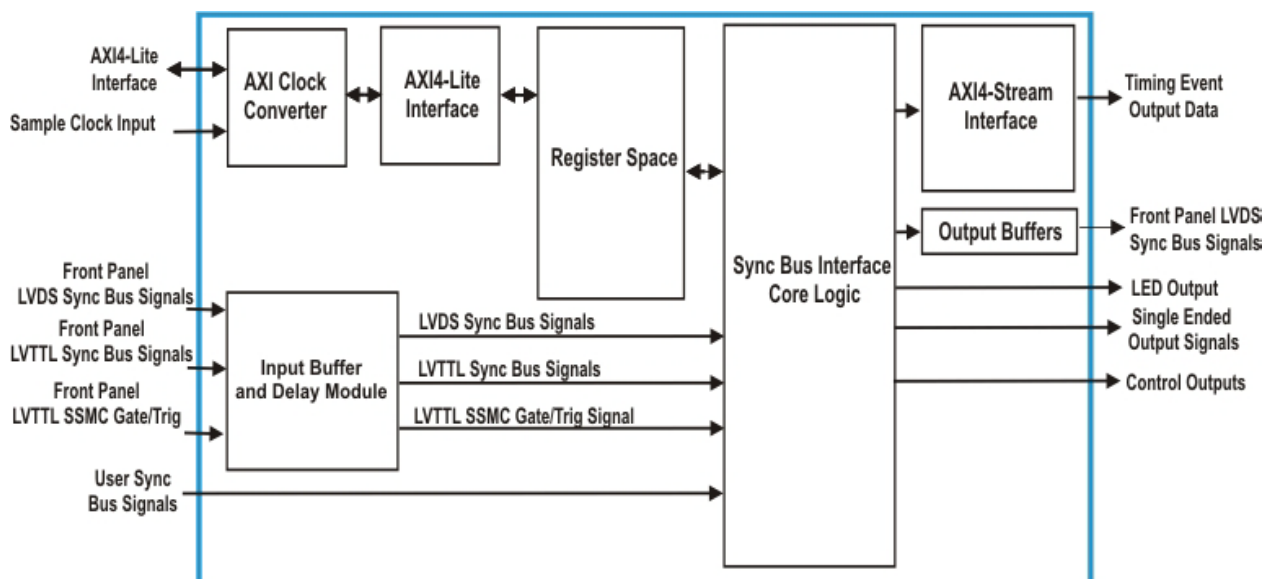 AXI4-Lite
Interface
Sample Clock Input
AXI Clock
Converter
AXI4-Lite
Interface
Register Space
Sync Bus Interface
Core Logic
AXI4-Stream
Interface
Timing Event
Output Data
Output Buffers
Front Panel LVDS
Sync Bus Signals
LED Output
Single Ended
Output Signals
Control Outputs
Front Panel
LVDS Sync Bus Signals
Front Panel
LVTTL Sync Bus Signals
Front Panel
LVTTL SSMC Gate/Trig
Input Buffer
and Delay Module
LVDS Sync Bus Signals
LVTTL Sync Bus Signals
LVTTL SSMC Gate/Trig Signal
User Sync
Bus Signals